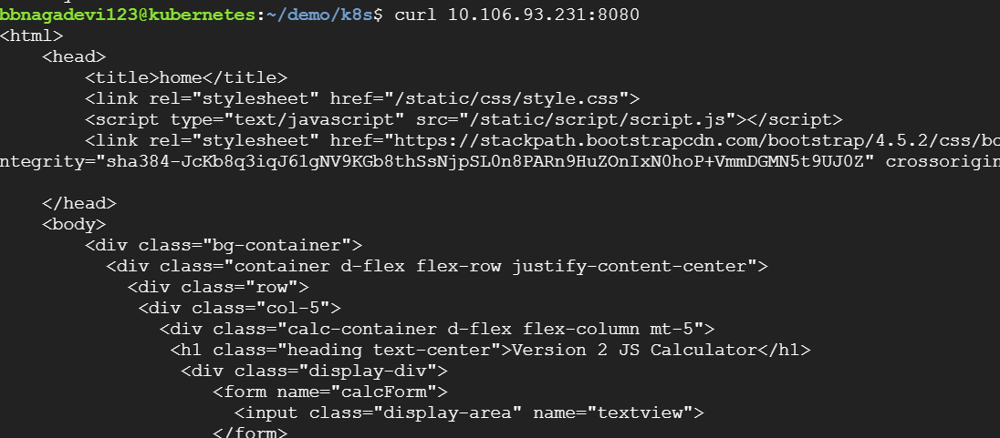 bbnagadevi123@kubernetes:~/demo/k8s$ curl 10.106.93.231:8080
<html>
<head>
<title>home</title>
<link rel="stylesheet" href="/static/css/style.css">
<script type="text/javascript" src="/static/script/script.js"></script>
<link rel="stylesheet" href="https://stackpath.bootstrapcdn.com/bootstrap/4.5.2/css/bo
ntegrity="sha384-JcKb8q3iqJ61gNV9KGb8thSsNjpSL0n8PARn9HuZOnIxN0hoP+VmmDGMN5t9UJ0Z" crossorigin
</head>
<body>
<div class="bg-container">
<div class="container d-flex flex-row justify-content-center">
<div class="row">
<div class="col-5">
<div class="calc-container d-flex flex-column mt-5">
<h1 class="heading text-center">Version 2 JS Calculator</h1>
<div class="display-div">
<form name="calcForm">
<input class="display-area" name="textview">
</form>